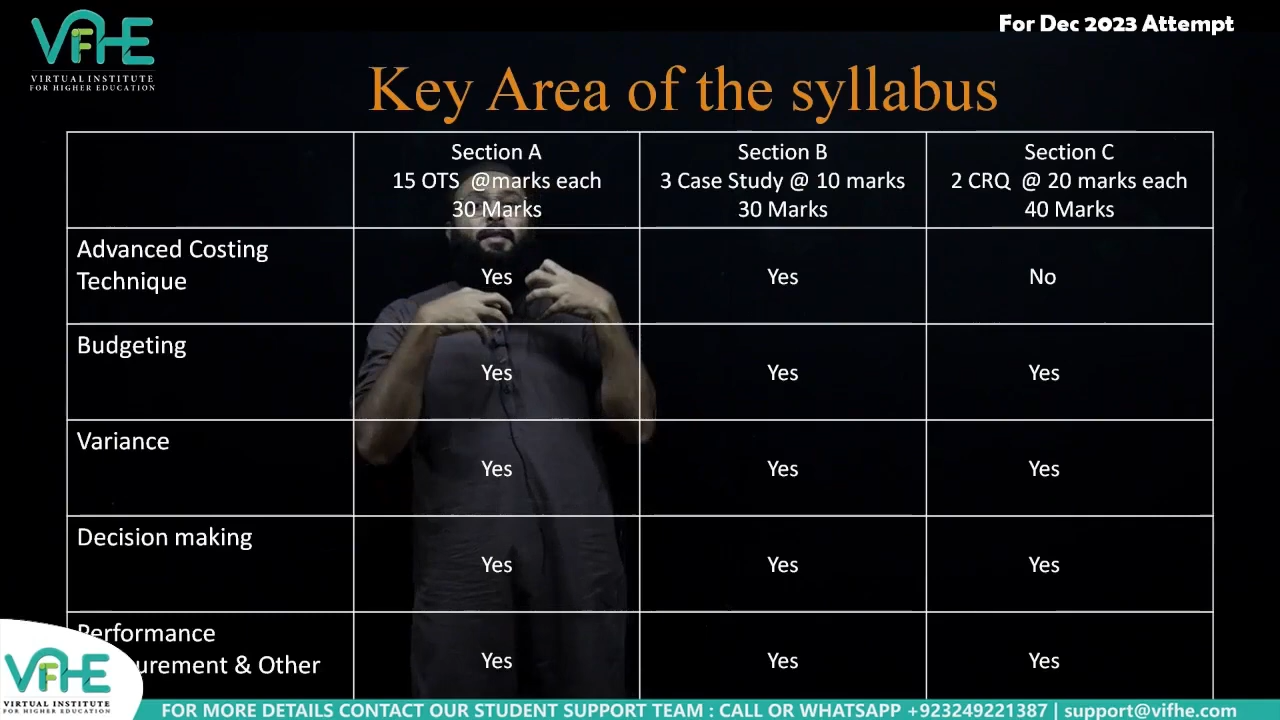 VIFHE
VIRTUAL INSTITUTE
FOR HIGHER EDUCATION
For Dec 2023 Attempt
Key Area of the syllabus
Section A
15 OTS @marks each
30 Marks
Section B
3 Case Study @ 10 marks
30 Marks
Section C
2 CRQ @ 20 marks each
40 Marks
Advanced Costing
Technique
Yes
Yes
No
Budgeting
Yes
Yes
Yes
Variance
Yes
Yes
Yes
Decision making
Yes
Yes
Yes
Performance
urement & Other
Yes
Yes
Yes
VIFHE
VIRTUAL INSTITUTE
FOR HIGHER EDUCATION
FOR MORE DETAILS CONTACT OUR STUDENT SUPPORT TEAM : CALL OR WHATSAPP +923249221387 | support@vifhe.com